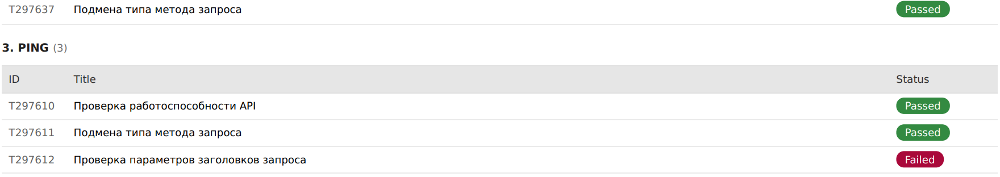 T297637 Подмена типа метода запроса Passed
3. PING (3)
ID Title Status
T297610 Проверка работоспособности API Passed
T297611 Подмена типа метода запроса Passed
T297612 Проверка параметров заголовков запроса Failed